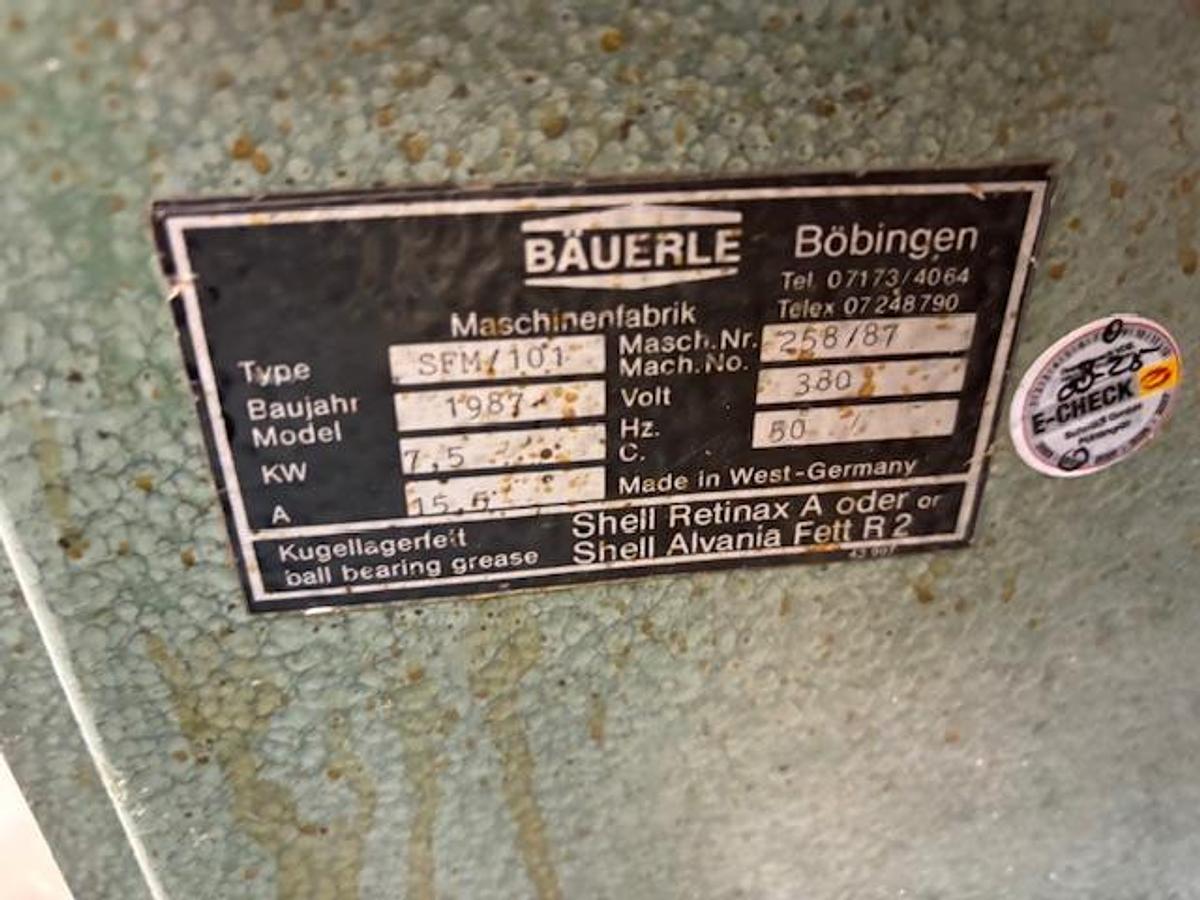 BÄUERLE
Böbingen
Tel. 07173/4064
Telex 07248790
Maschinenfabrik
Type SFM/101
Masch.Nr.
Mach.No. 258/87
Baujahr
Model 1987
Volt 380
KW 7,5
Hz.
C. 50
A
Made in West-Germany
Kugellagerfett
ball bearing grease
Shell Retinax A oder or
Shell Alvania Fett R 2
E-CHECK